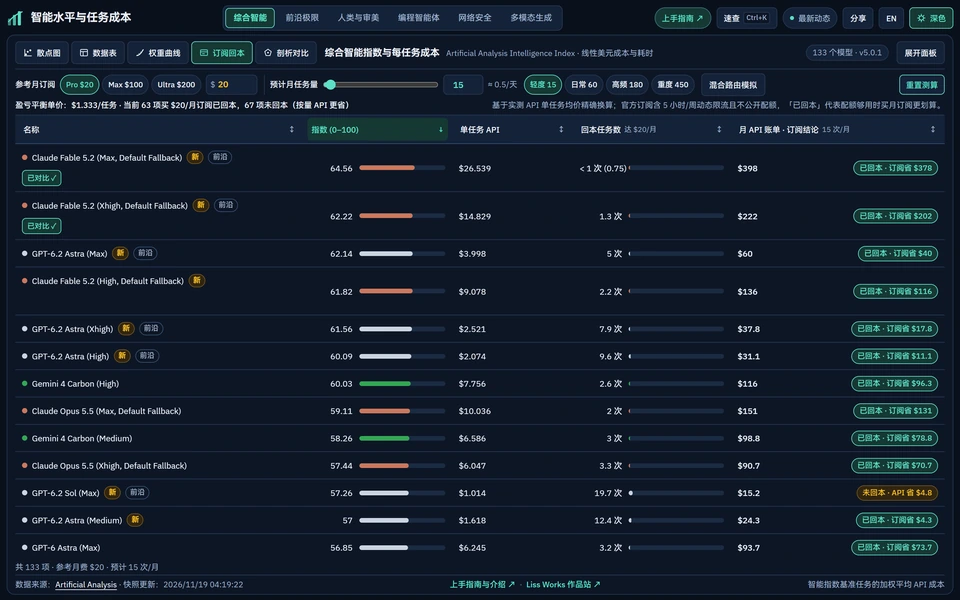 智能水平与任务成本
综合智能 前沿极限 人类与审美 编程智能体 网络安全 多模态生成
上手指南 ↗ 速查 Ctrl+K 最新动态 分享 EN 深色
散点图 数据表 权重曲线 订阅回本 剖析对比 综合智能指数与每任务成本 Artificial Analysis Intelligence Index · 线性美元成本与耗时 133 个模型 · v5.0.1 展开面板
参考月订阅 Pro $20 Max $100 Ultra $200 $ 20 预计月任务量 15 ≈ 0.5/天 轻度 15 日常 60 高频 180 重度 450 混合路由模拟 重置测算
盈亏平衡单价：$1.333/任务 · 当前 63 项买 $20/月订阅已回本，67 项未回本（按量 API 更省） 基于实测 API 单任务均价精确换算；官方订阅含 5 小时/周动态限流且不公开配额，「已回本」代表配额够用时买月订阅更划算。
名称 ↕ 指数 (0–100) ↓ 单任务 API ↕ 回本任务数 达 $20/月 ↕ 月 API 账单 · 订阅结论 15 次/月 ↕
Claude Fable 5.2 (Max, Default Fallback) 新 前沿 64.56 $26.539 < 1 次 (0.75) $398 已回本 · 订阅省 $378
已对比 ✓
Claude Fable 5.2 (Xhigh, Default Fallback) 新 前沿 62.22 $14.829 1.3 次 $222 已回本 · 订阅省 $202
已对比 ✓
GPT-6.2 Astra (Max) 新 前沿 62.14 $3.998 5 次 $60 已回本 · 订阅省 $40
Claude Fable 5.2 (High, Default Fallback) 新 61.82 $9.078 2.2 次 $136 已回本 · 订阅省 $116
GPT-6.2 Astra (Xhigh) 新 前沿 61.56 $2.521 7.9 次 $37.8 已回本 · 订阅省 $17.8
GPT-6.2 Astra (High) 新 前沿 60.09 $2.074 9.6 次 $31.1 已回本 · 订阅省 $11.1
Gemini 4 Carbon (High) 60.03 $7.756 2.6 次 $116 已回本 · 订阅省 $96.3
Claude Opus 5.5 (Max, Default Fallback) 59.11 $10.036 2 次 $151 已回本 · 订阅省 $131
Gemini 4 Carbon (Medium) 58.26 $6.586 3 次 $98.8 已回本 · 订阅省 $78.8
Claude Opus 5.5 (Xhigh, Default Fallback) 57.44 $6.047 3.3 次 $90.7 已回本 · 订阅省 $70.7
GPT-6.2 Sol (Max) 新 前沿 57.26 $1.014 19.7 次 $15.2 未回本 · API 省 $4.8
GPT-6.2 Astra (Medium) 新 57 $1.618 12.4 次 $24.3 已回本 · 订阅省 $4.3
GPT-6 Astra (Max) 56.85 $6.245 3.2 次 $93.7 已回本 · 订阅省 $73.7
共 133 项 · 参考月费 $20 · 预计 15 次/月
数据来源： Artificial Analysis · 快照更新： 2026/11/19 04:19:22 上手指南与介绍 ↗ · Liss Works 作品站 ↗ 智能指数基准任务的加权平均 API 成本